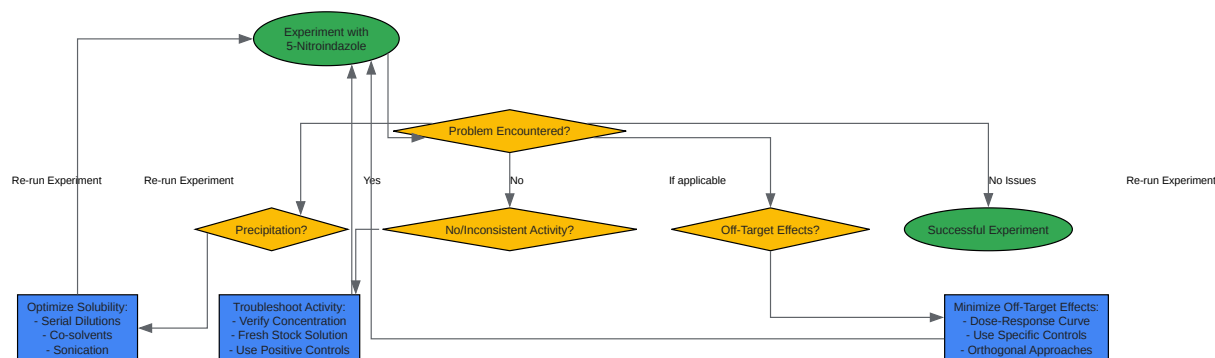 Experiment with
5-Nitroindazole
Problem Encountered?
Re-run Experiment
Re-run Experiment
Yes
No
If applicable
No Issues
Re-run Experiment
Precipitation?
No/Inconsistent Activity?
Off-Target Effects?
Successful Experiment
Optimize Solubility:
- Serial Dilutions
- Co-solvents
- Sonication
Troubleshoot Activity:
- Verify Concentration
- Fresh Stock Solution
- Use Positive Controls
Minimize Off-Target Effects:
- Dose-Response Curve
- Use Specific Controls
- Orthogonal Approaches